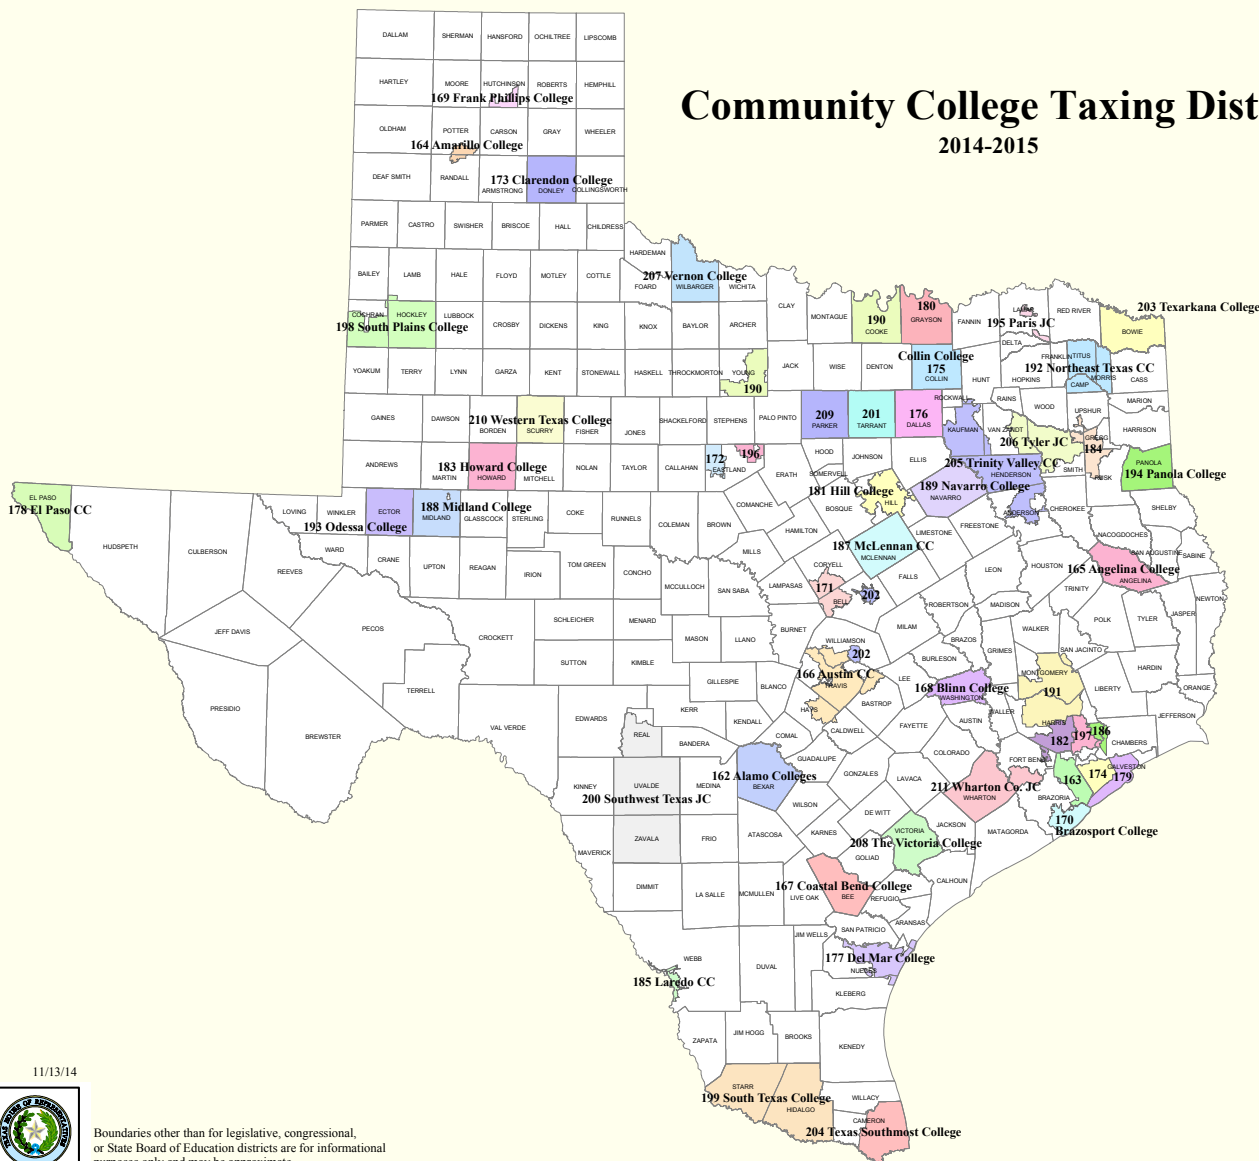 Community College Taxing Dist
2014-2015
DALLAM
SHERMAN
HANSFORD
OCHILTREE
LIPSCOMB
HARTLEY
MOORE
HUTCHINSON
ROBERTS
HEMPHILL
169 Frank Phillips College
OLDHAM
POTTER
CARSON
GRAY
WHEELER
164 Amarillo College
DEAF SMITH
RANDALL
ARMSTRONG
173 Clarendon College
DONLEY
COLLINGSWORTH
PARMER
CASTRO
SWISHER
BRISCOE
HALL
CHILDRESS
HARDEMAN
BAILEY
LAMB
HALE
FLOYD
MOTLEY
COTTLE
FOARD
207 Vernon College
WILBARGER
WICHITA
CLAY
MONTAGUE
190
COOKE
180
GRAYSON
FANNIN
LAMAR
195 Paris JC
RED RIVER
203 Texarkana College
BOWIE
COCHRAN
HOCKLEY
198 South Plains College
LUBBOCK
CROSBY
DICKENS
KING
KNOX
BAYLOR
ARCHER
DELTA
YOAKUM
TERRY
LYNN
GARZA
KENT
STONEWALL
HASKELL
THROCKMORTON
YOUNG
190
JACK
WISE
DENTON
Collin College
175
COLLIN
HUNT
HOPKINS
FRANKLIN
TITUS
192 Northeast Texas CC
CAMP
MORRIS
CASS
GAINES
DAWSON
BORDEN
210 Western Texas College
SCURRY
FISHER
JONES
SHACKELFORD
STEPHENS
PALO PINTO
209
PARKER
201
TARRANT
176
DALLAS
ROCKWALL
KAUFMAN
RAINS
VAN ZANDT
WOOD
UPSHUR
MARION
HARRISON
206 Tyler JC
SMITH
GREGG
184
RUSK
PANOLA
194 Panola College
ANDREWS
MARTIN
183 Howard College
HOWARD
MITCHELL
NOLAN
TAYLOR
CALLAHAN
172
EASTLAND
196
ERATH
HOOD
SOMERVELL
JOHNSON
ELLIS
205 Trinity Valley CC
HENDERSON
ANDERSON
CHEROKEE
SHELBY
EL PASO
178 El Paso CC
HUDSPETH
CULBERSON
LOVING
WINKLER
ECTOR
193 Odessa College
188 Midland College
MIDLAND
GLASSCOCK
STERLING
COKE
RUNNELS
COLEMAN
BROWN
COMANCHE
181 Hill College
BOSQUE
HILL
189 Navarro College
NAVARRO
FREESTONE
LIMESTONE
HAMILTON
187 McLennan CC
MCLENNAN
REEVES
WARD
CRANE
UPTON
REAGAN
IRION
TOM GREEN
CONCHO
MCCULLOCH
SAN SABA
MILLS
LAMPASAS
CORYELL
171
BELL
202
FALLS
LEON
HOUSTON
NACOGDOCHES
SAN AUGUSTINE
SABINE
165 Angelina College
ANGELINA
TRINITY
JEFF DAVIS
PECOS
CROCKETT
SCHLEICHER
MENARD
MASON
LLANO
BURNET
WILLIAMSON
202
MILAM
ROBERTSON
BRAZOS
MADISON
WALKER
GRIMES
SAN JACINTO
POLK
TYLER
JASPER
NEWTON
HARDIN
ORANGE
PRESIDIO
BREWSTER
TERRELL
VAL VERDE
SUTTON
EDWARDS
KIMBLE
KERR
GILLESPIE
BLANCO
166 Austin CC
TRAVIS
HAYS
BASTROP
LEE
BURLESON
168 Blinn College
WASHINGTON
WALLER
MONTGOMERY
191
LIBERTY
JEFFERSON
REAL
BANDERA
KENDALL
COMAL
CALDWELL
GUADALUPE
FAYETTE
AUSTIN
COLORADO
HARRIS
182
197
186
CHAMBERS
FORT BEND
KINNEY
UVALDE
200 Southwest Texas JC
MEDINA
162 Alamo Colleges
BEXAR
WILSON
GONZALES
LAVACA
211 Wharton Co. JC
WHARTON
BRAZORIA
163
174
GALVESTON
179
170
Brazosport College
MAVERICK
ZAVALA
FRIO
ATASCOSA
KARNES
DE WITT
VICTORIA
208 The Victoria College
JACKSON
MATAGORDA
GOLIAD
CALHOUN
DIMMIT
LA SALLE
MCMULLEN
LIVE OAK
167 Coastal Bend College
BEE
REFUGIO
ARANSAS
WEBB
185 Laredo CC
DUVAL
JIM WELLS
SAN PATRICIO
177 Del Mar College
NUECES
KLEBERG
ZAPATA
JIM HOGG
BROOKS
KENEDY
STARR
199 South Texas College
HIDALGO
WILLACY
CAMERON
204 Texas Southmost College
11/13/14
TEXAS HOUSE OF REPRESENTATIVES
Boundaries other than for legislative, congressional,
or State Board of Education districts are for informational
purposes only and may be approximate.